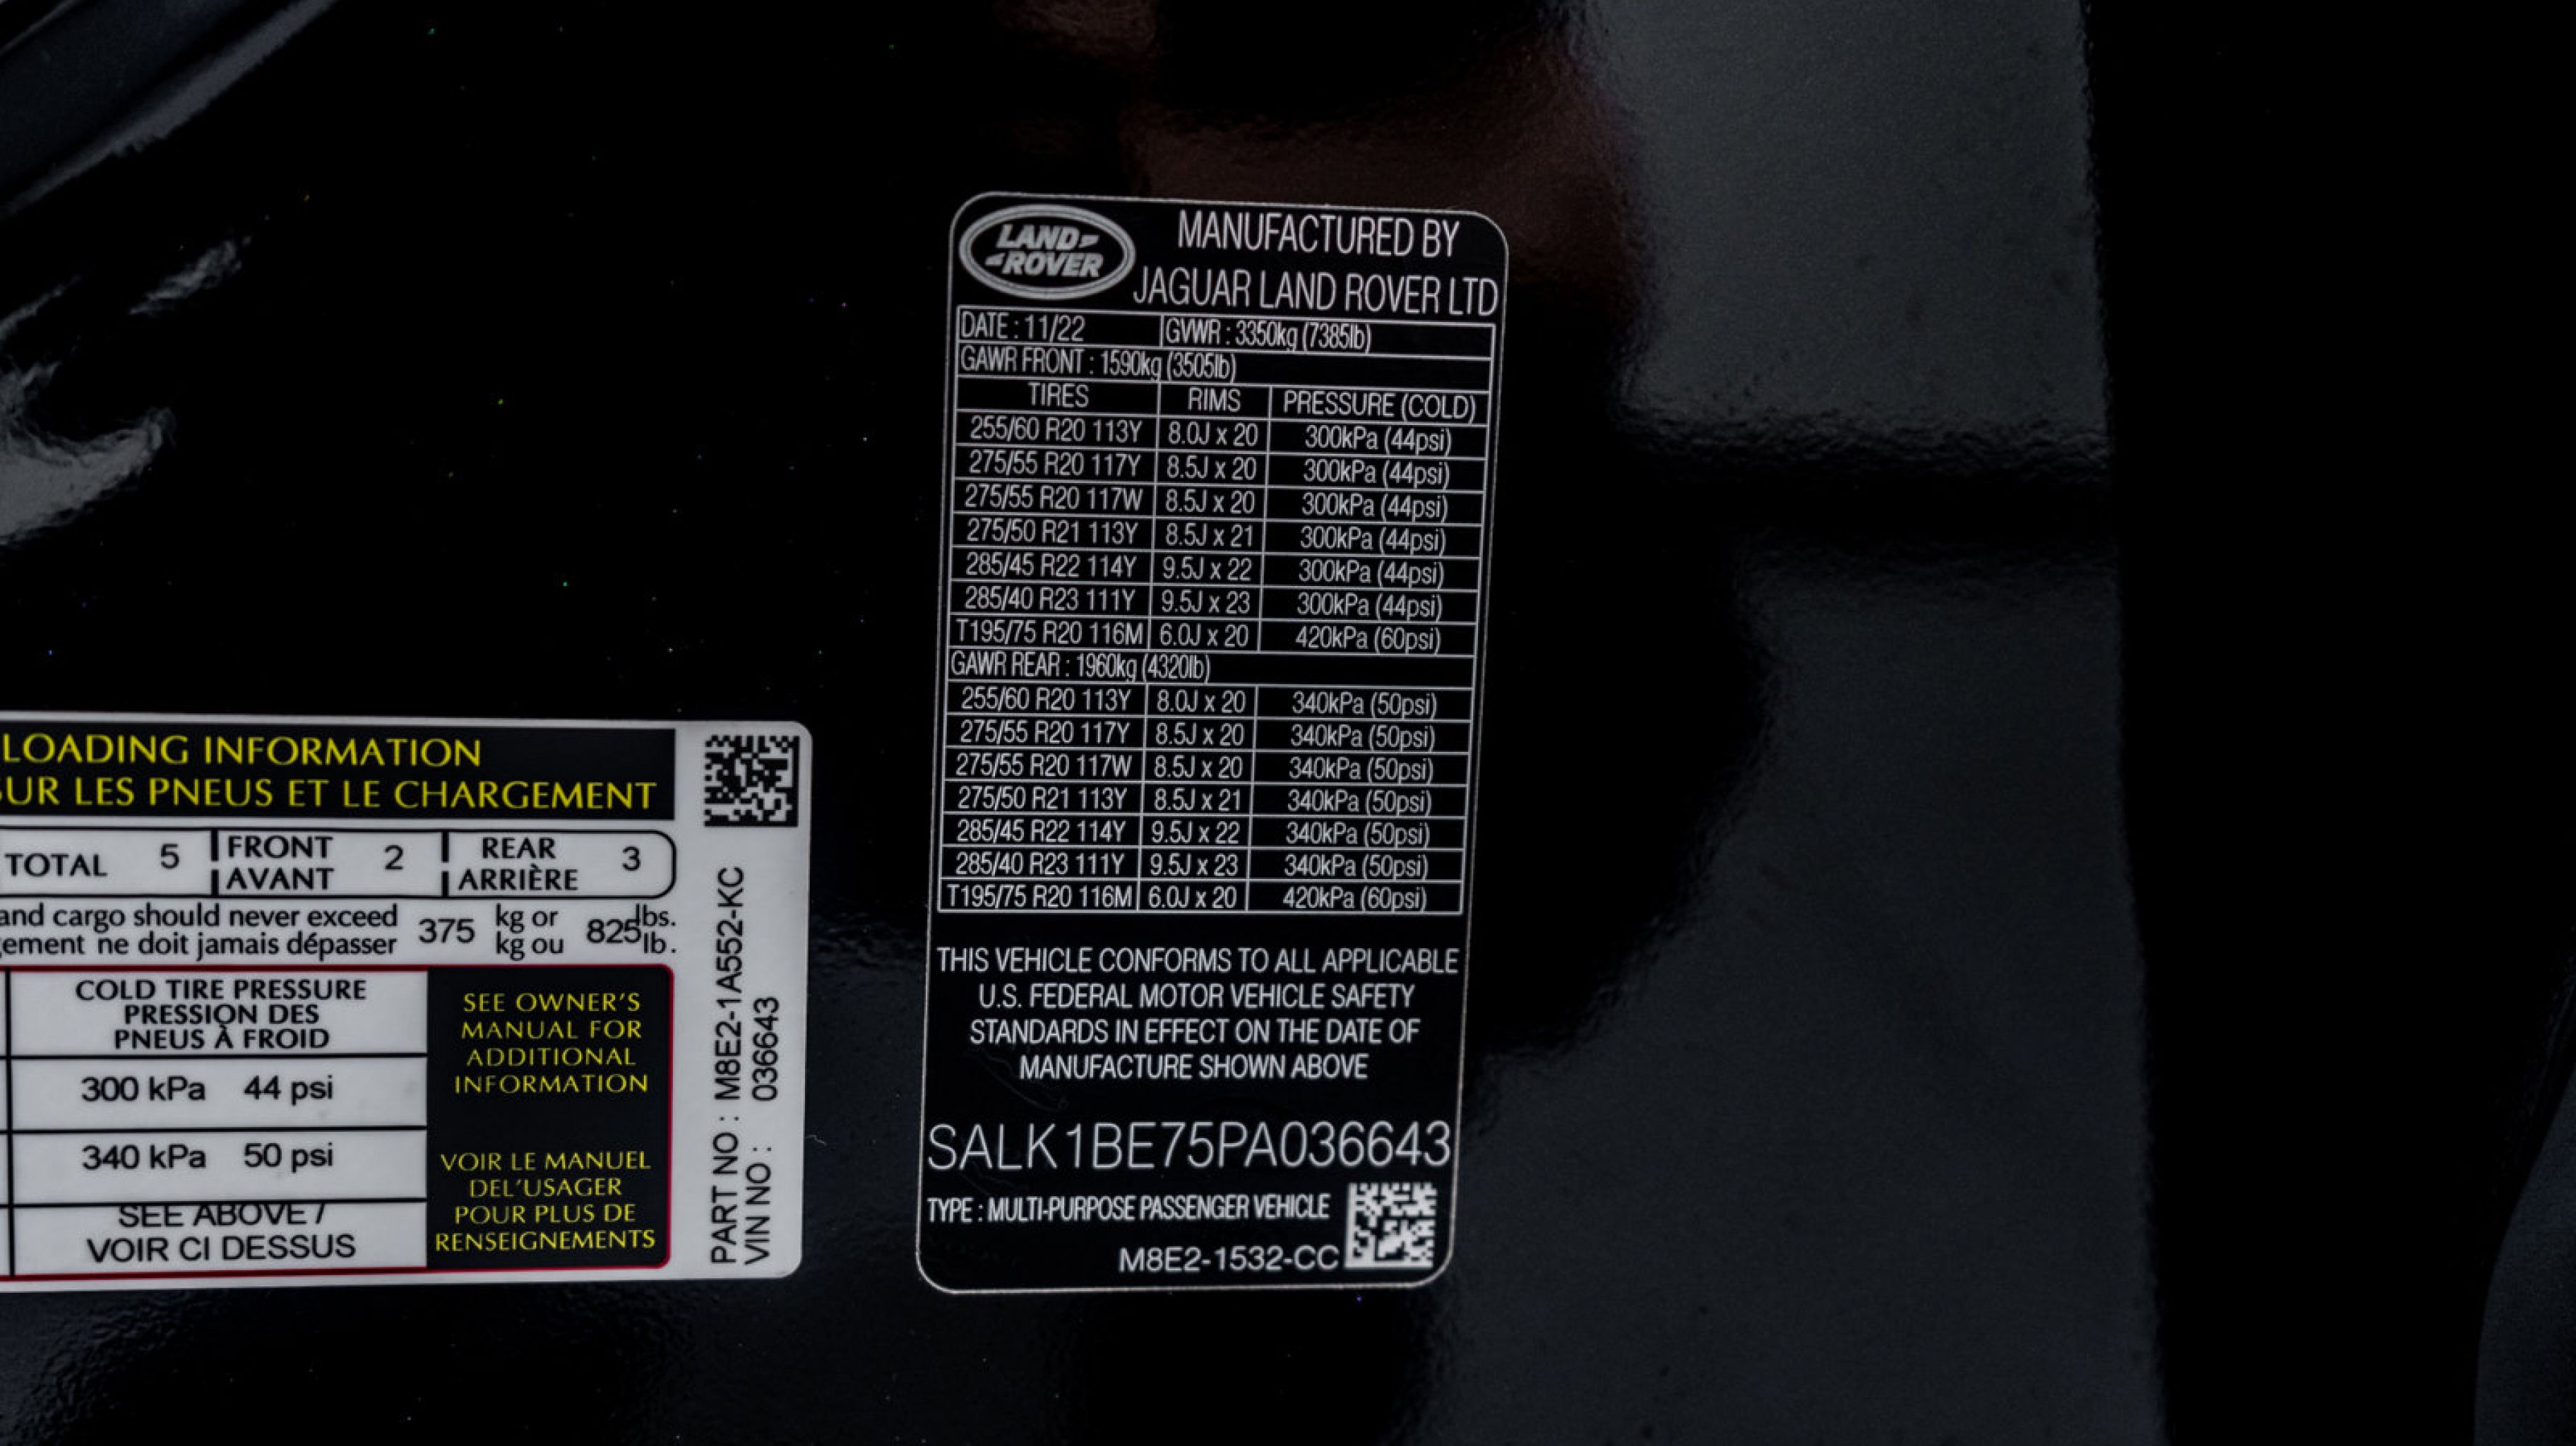 LOADING INFORMATION
SUR LES PNEUS ET LE CHARGEMENT
TOTAL 5 FRONT AVANT 2 REAR ARRIÈRE 3
and cargo should never exceed 375 kg or 825 lbs.
ement ne doit jamais dépasser kg ou lb.
COLD TIRE PRESSURE
PRESSION DES
PNEUS À FROID
300 kPa 44 psi
340 kPa 50 psi
SEE ABOVE /
VOIR CI DESSUS
SEE OWNER'S
MANUAL FOR
ADDITIONAL
INFORMATION
VOIR LE MANUEL
DEL'USAGER
POUR PLUS DE
RENSEIGNEMENTS
PART NO : M8E2-1A552-KC
VIN NO : 036643
LAND
ROVER
MANUFACTURED BY
JAGUAR LAND ROVER LTD
DATE : 11/22 GVWR : 3350kg (7385lb)
GAWR FRONT : 1590kg (3505lb)
TIRES RIMS PRESSURE (COLD)
255/60 R20 113Y 8.0J x 20 300kPa (44psi)
275/55 R20 117Y 8.5J x 20 300kPa (44psi)
275/55 R20 117W 8.5J x 20 300kPa (44psi)
275/50 R21 113Y 8.5J x 21 300kPa (44psi)
285/45 R22 114Y 9.5J x 22 300kPa (44psi)
285/40 R23 111Y 9.5J x 23 300kPa (44psi)
T195/75 R20 116M 6.0J x 20 420kPa (60psi)
GAWR REAR : 1960kg (4320lb)
255/60 R20 113Y 8.0J x 20 340kPa (50psi)
275/55 R20 117Y 8.5J x 20 340kPa (50psi)
275/55 R20 117W 8.5J x 20 340kPa (50psi)
275/50 R21 113Y 8.5J x 21 340kPa (50psi)
285/45 R22 114Y 9.5J x 22 340kPa (50psi)
285/40 R23 111Y 9.5J x 23 340kPa (50psi)
T195/75 R20 116M 6.0J x 20 420kPa (60psi)
THIS VEHICLE CONFORMS TO ALL APPLICABLE
U.S. FEDERAL MOTOR VEHICLE SAFETY
STANDARDS IN EFFECT ON THE DATE OF
MANUFACTURE SHOWN ABOVE
SALK1BE75PA036643
TYPE : MULTI-PURPOSE PASSENGER VEHICLE
M8E2-1532-CC